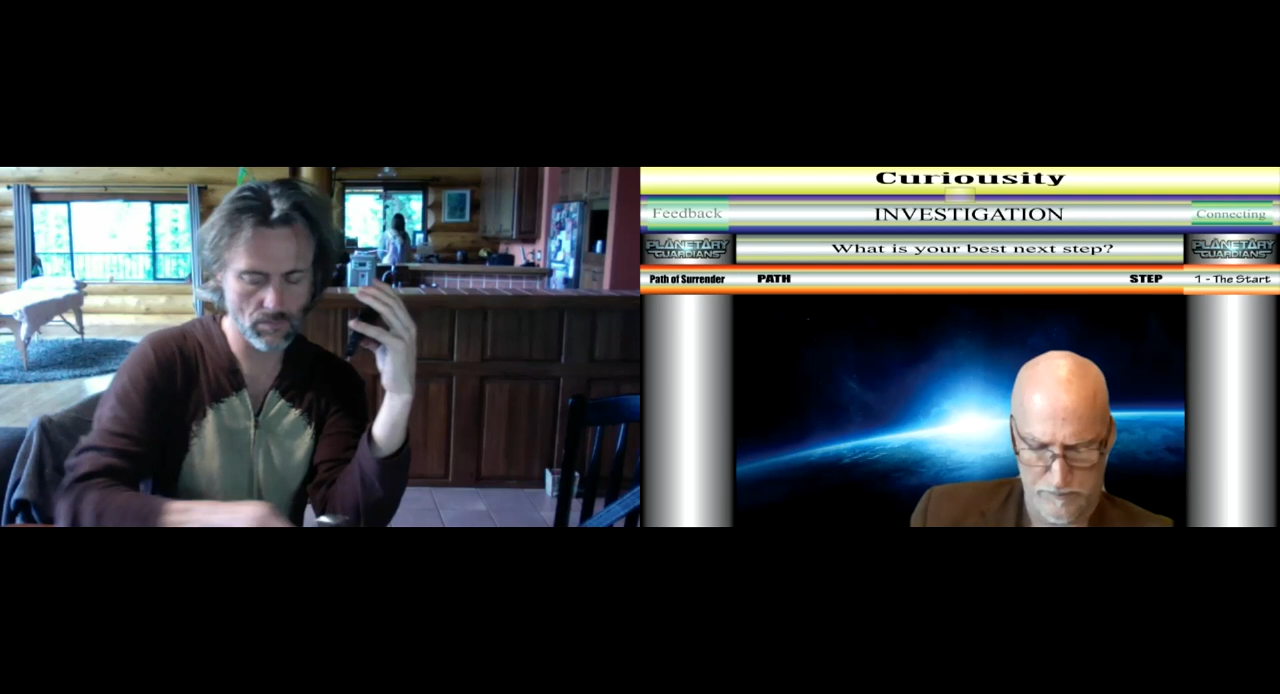 Curiousity
Feedback INVESTIGATION Connecting
PLANETARY GUARDIANS What is your best next step? PLANETARY GUARDIANS
Path of Surrender PATH STEP 1 - The Start